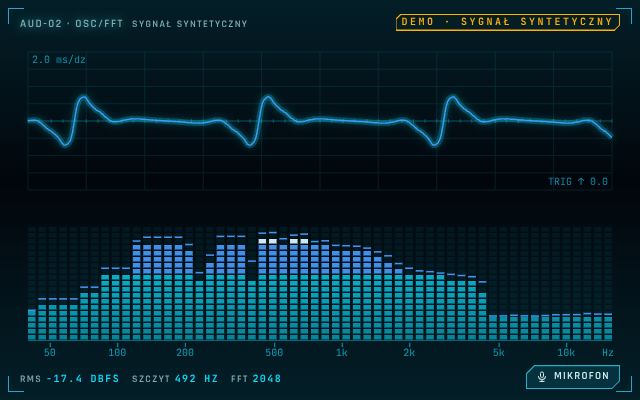 AUD-02 · OSC/FFT SYGNAŁ SYNTETYCZNY
DEMO · SYGNAŁ SYNTETYCZNY
2.0 ms/dz
TRIG ↑ 0.0
50 100 200 500 1k 2k 5k 10k Hz
RMS -17.4 DBFS SZCZYT 492 HZ FFT 2048
MIKROFON